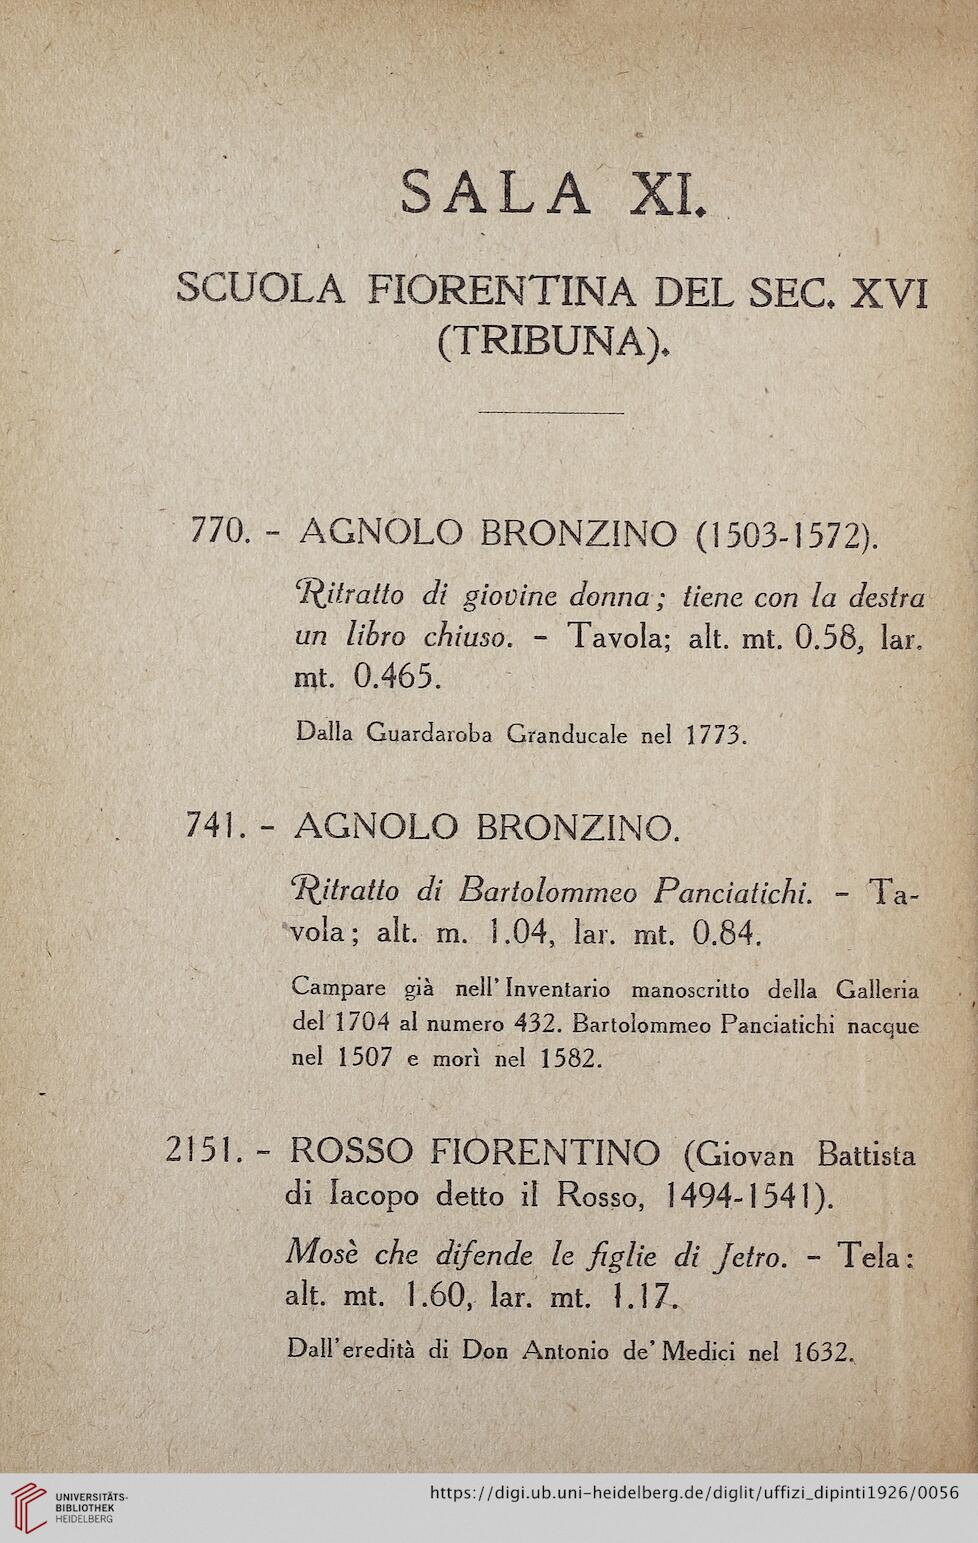 SALA XI.
SCUOLA FIORENTINA DEL SEC. XVI
(TRIBUNA).
770. - AGNOLO BRONZINO (1503-1572).
Ritratto di giovine donna; tiene con la destra
un libro chiuso. - Tavola; alt. mt. 0.58, lar.
mt. 0.465.
Dalla Guardaroba Granducale nel 1773.
741. - AGNOLO BRONZINO.
Ritratto di Bartolommeo Panciatichi. - Ta-
vola; alt. m. 1.04, lar. mt. 0.84.
Campare già nell' Inventario manoscritto della Galleria
del 1704 al numero 432. Bartolommeo Panciatichi nacque
nel 1507 e morì nel 1582.
2151. - ROSSO FIORENTINO (Giovan Battista
di Iacopo detto il Rosso, 1494-1541).
Mosè che difende le figlie di Jetro. - Tela:
alt. mt. 1.60, lar. mt. 1.17.
Dall'eredità di Don Antonio de' Medici nel 1632.
UNIVERSITÄTS-
BIBLIOTHEK
HEIDELBERG
https://digi.ub.uni-heidelberg.de/diglit/uffizi_dipinti1926/0056